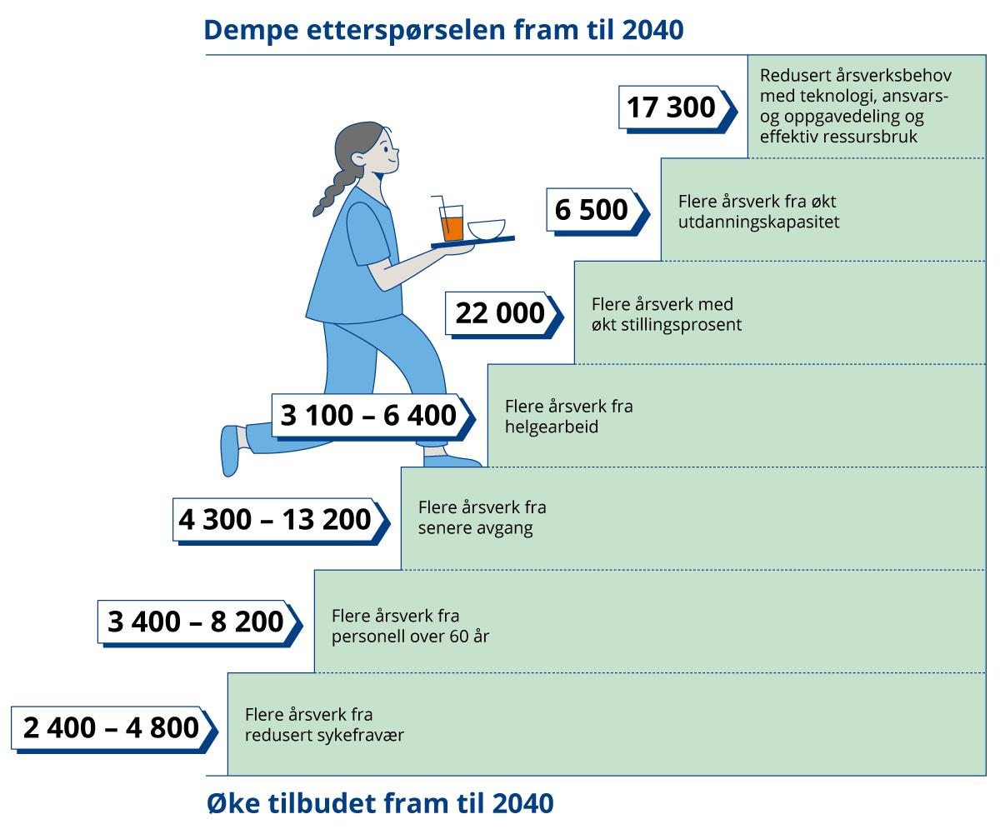 Dempe etterspørselen fram til 2040
17 300
Redusert årsverksbehov
med teknologi, ansvars-
og oppgavedeling og
effektiv ressursbruk
6 500
Flere årsverk fra økt
utdanningskapasitet
22 000
Flere årsverk med
økt stillingsprosent
3 100 – 6 400
Flere årsverk fra
helgearbeid
4 300 – 13 200
Flere årsverk fra
senere avgang
3 400 – 8 200
Flere årsverk fra
personell over 60 år
2 400 – 4 800
Flere årsverk fra
redusert sykefravær
Øke tilbudet fram til 2040